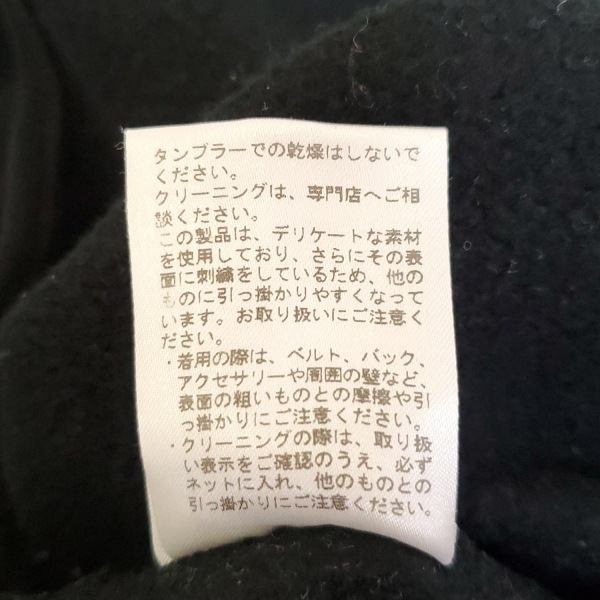 タンブラーでの乾燥はしないで
ください。
クリーニングは、専門店へご相
談ください。
この製品は、デリケートな素材
を使用しており、さらにその表
面に刺繍をしているため、他の
ものに引っ掛かりやすくなって
います。お取り扱いにご注意く
ださい。
・着用の際は、ベルト、バック、
アクセサリーや周囲の壁など、
表面の粗いものとの摩擦や引
っ掛かりにご注意ください。
・クリーニングの際は、取り扱
い表示をご確認のうえ、必ず
ネットに入れ、他のものとの
引っ掛かりにご注意ください。